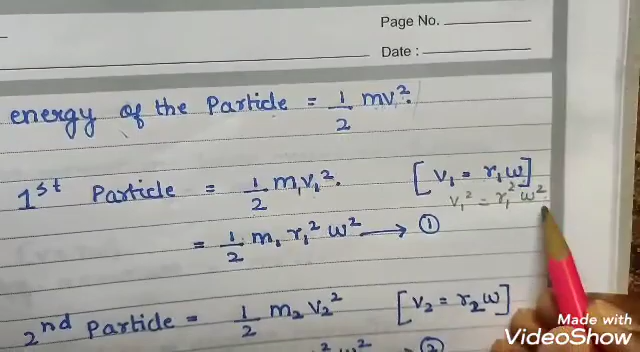 Page No.
Date :
energy of the Particle = 1/2 mv².
1st Particle = 1/2 m₁v₁². [v₁ = r₁ω]
v₁² = r₁² ω²
= 1/2 m₁ r₁² ω² → ①
2nd Particle = 1/2 m₂ v₂² [v₂ = r₂ω]
Made with
VideoShow